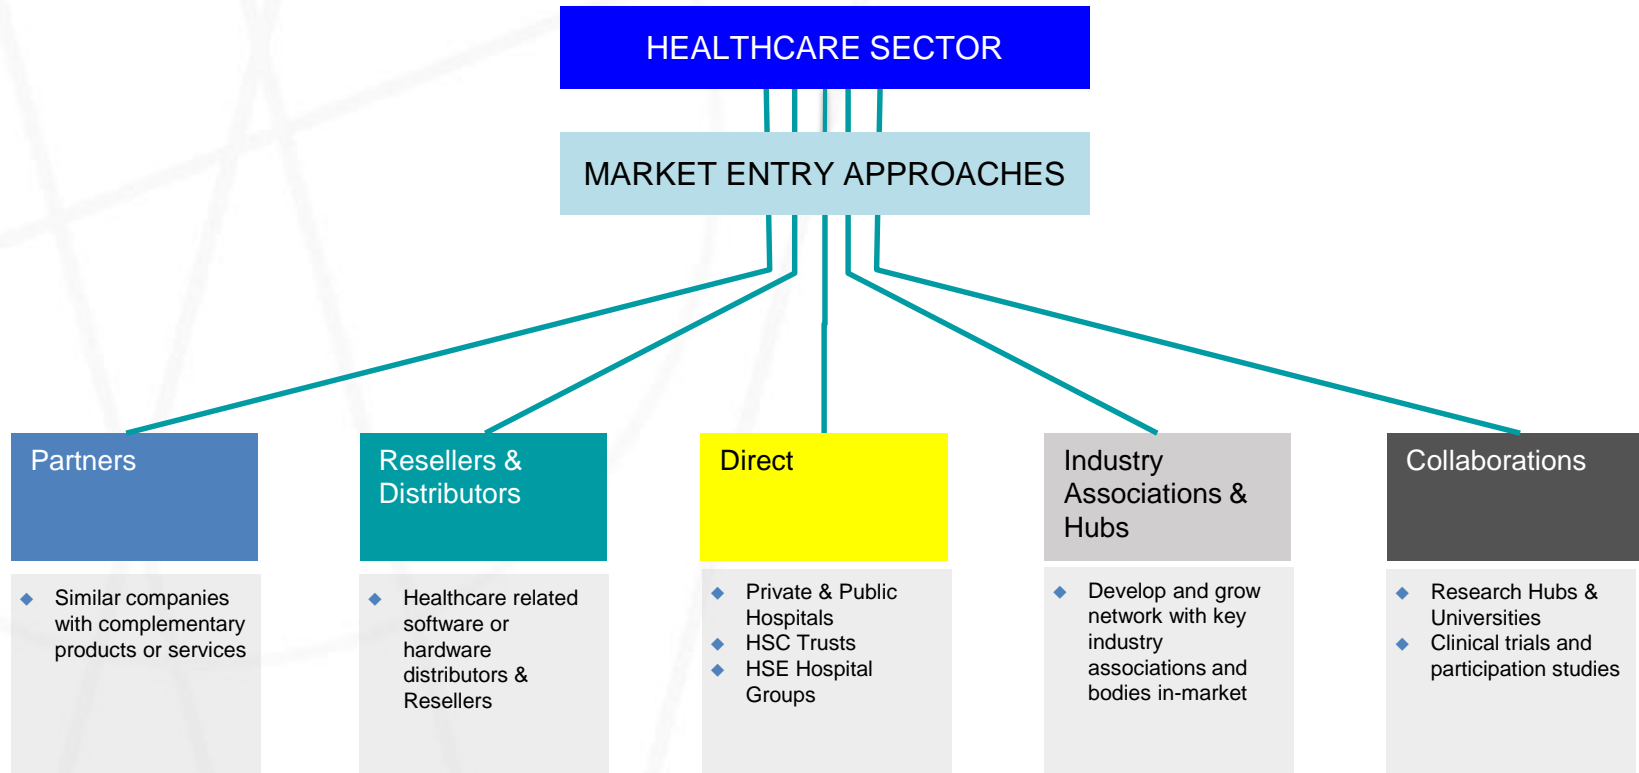 HEALTHCARE SECTOR
MARKET ENTRY APPROACHES
Partners
Similar companies
with complementary
products or services
Resellers &
Distributors
Healthcare related
software or
hardware
distributors &
Resellers
Direct
Private & Public
Hospitals
HSC Trusts
HSE Hospital
Groups
Industry
Associations &
Hubs
Develop and grow
network with key
industry
associations and
bodies in-market
Collaborations
Research Hubs &
Universities
Clinical trials and
participation studies